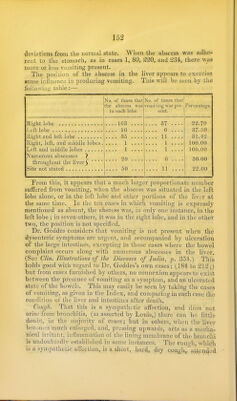 152
deviations from the normal state. When the abscess was adherent to the stomach, as in cases 1, 80, 220, and 234, there was
more or less vomiting present.
The position of the abscess in the liver appears to exercise
some influence in producing vomiting. This will be seen by the
following table:—
No. of cases that the abscess was in each lobe. No. of cases that vomiting was present. Percentage.
Right lobe 163 37 22.70
Left lobe 16 6 37.50
Right and left lobe 35 11 31.42
Right, left, and middle lobes 1 1 100.00
Left and middle lobes 1 1 100.00
Numerous abscesses throughout the liver 20 6 30.00
Site not stated 50 11 22.00
From this, it appears that a much larger proportionate number
suffered from vomiting, when the abscess was situated in the left
lobe alone, or in the left lobe and other portions of the liver at
the same time. In the ten cases in which vomiting is expressly
mentioned as absent, the abscess was, in only one instance, in the
left lobe; in seven others, it was in the right lobe, and in the other
two, the position is not specified.
Dr. Geddes considers that vomiting is not present when the
dysenteric symptoms are urgent, and accompanied by ulceration
of the large intestines, excepting in those cases where the bowel
complaint occurs along with numerous abscesses in the liver.
(See Clin. Illustrations of the Diseases of India, p. 358.) This
holds good with regard to Dr. Geddes's own cases; (184 to 212;)
but from cases furnished by others, no connexion appears to exist
between the presence of vomiting as a symptom, and an ulcerated
state of the bowels. This may easily be seen by taking the cases
of vomiting, as given in the Index, and comparing in each case the
condition of the liver and intestines after death.
Cough. That this is a sympathetic affection, and does not
arise from bronchitis, (as asserted by Louis,) there can be little
doubt, in the majority of cases; but in others, when the liver
becomes much enlarged, and, pressing upwards, acts as a mechanical irritant, inflammation of the lining membrane of the bronchi
is undoubtedly established in some instances. The cough, which
is a sympathetic affection, is a short, hard, dry cough, attended